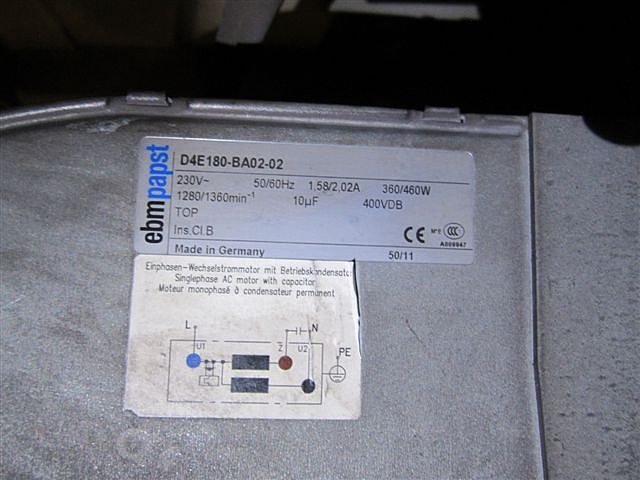 ebmpapst
D4E180-BA02-02
230V~ 50/60Hz 1,58/2,02A 360/460W
1280/1360min⁻¹ 10µF 400VDB
TOP
Ins.Cl.B
CE CCC
A009947
Made in Germany 50/11
Einphasen-Wechselstrommotor mit Betriebskondensator
Singlephase AC motor with capacitor
Moteur monophasé à condensateur permanent
L N
U1 Z U2 PE